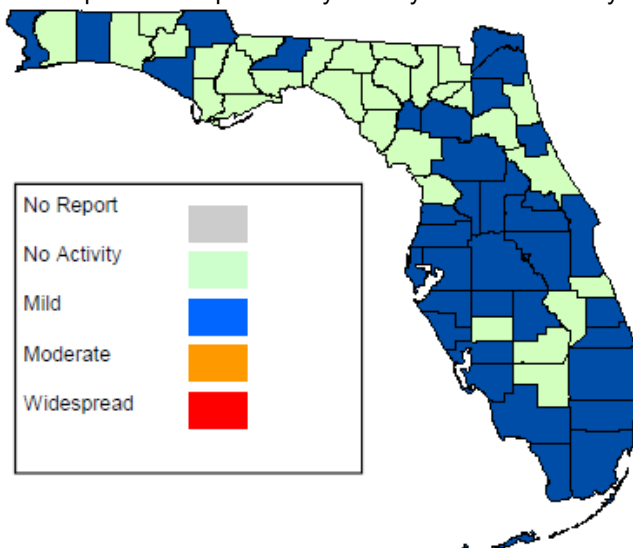 No Report
No Activity
Mild
Moderate
Widespread